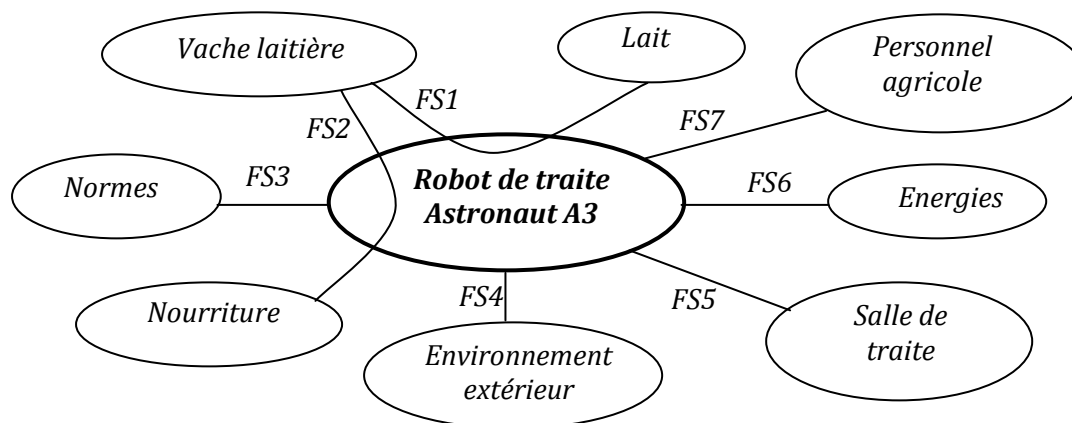 Vache laitière
Lait
Personnel
agricole
FS1
FS2
FS7
Normes
FS3
Robot de traite
Astronaut A3
FS6
Energies
Nourriture
FS4
FS5
Environnement
extérieur
Salle de
traite